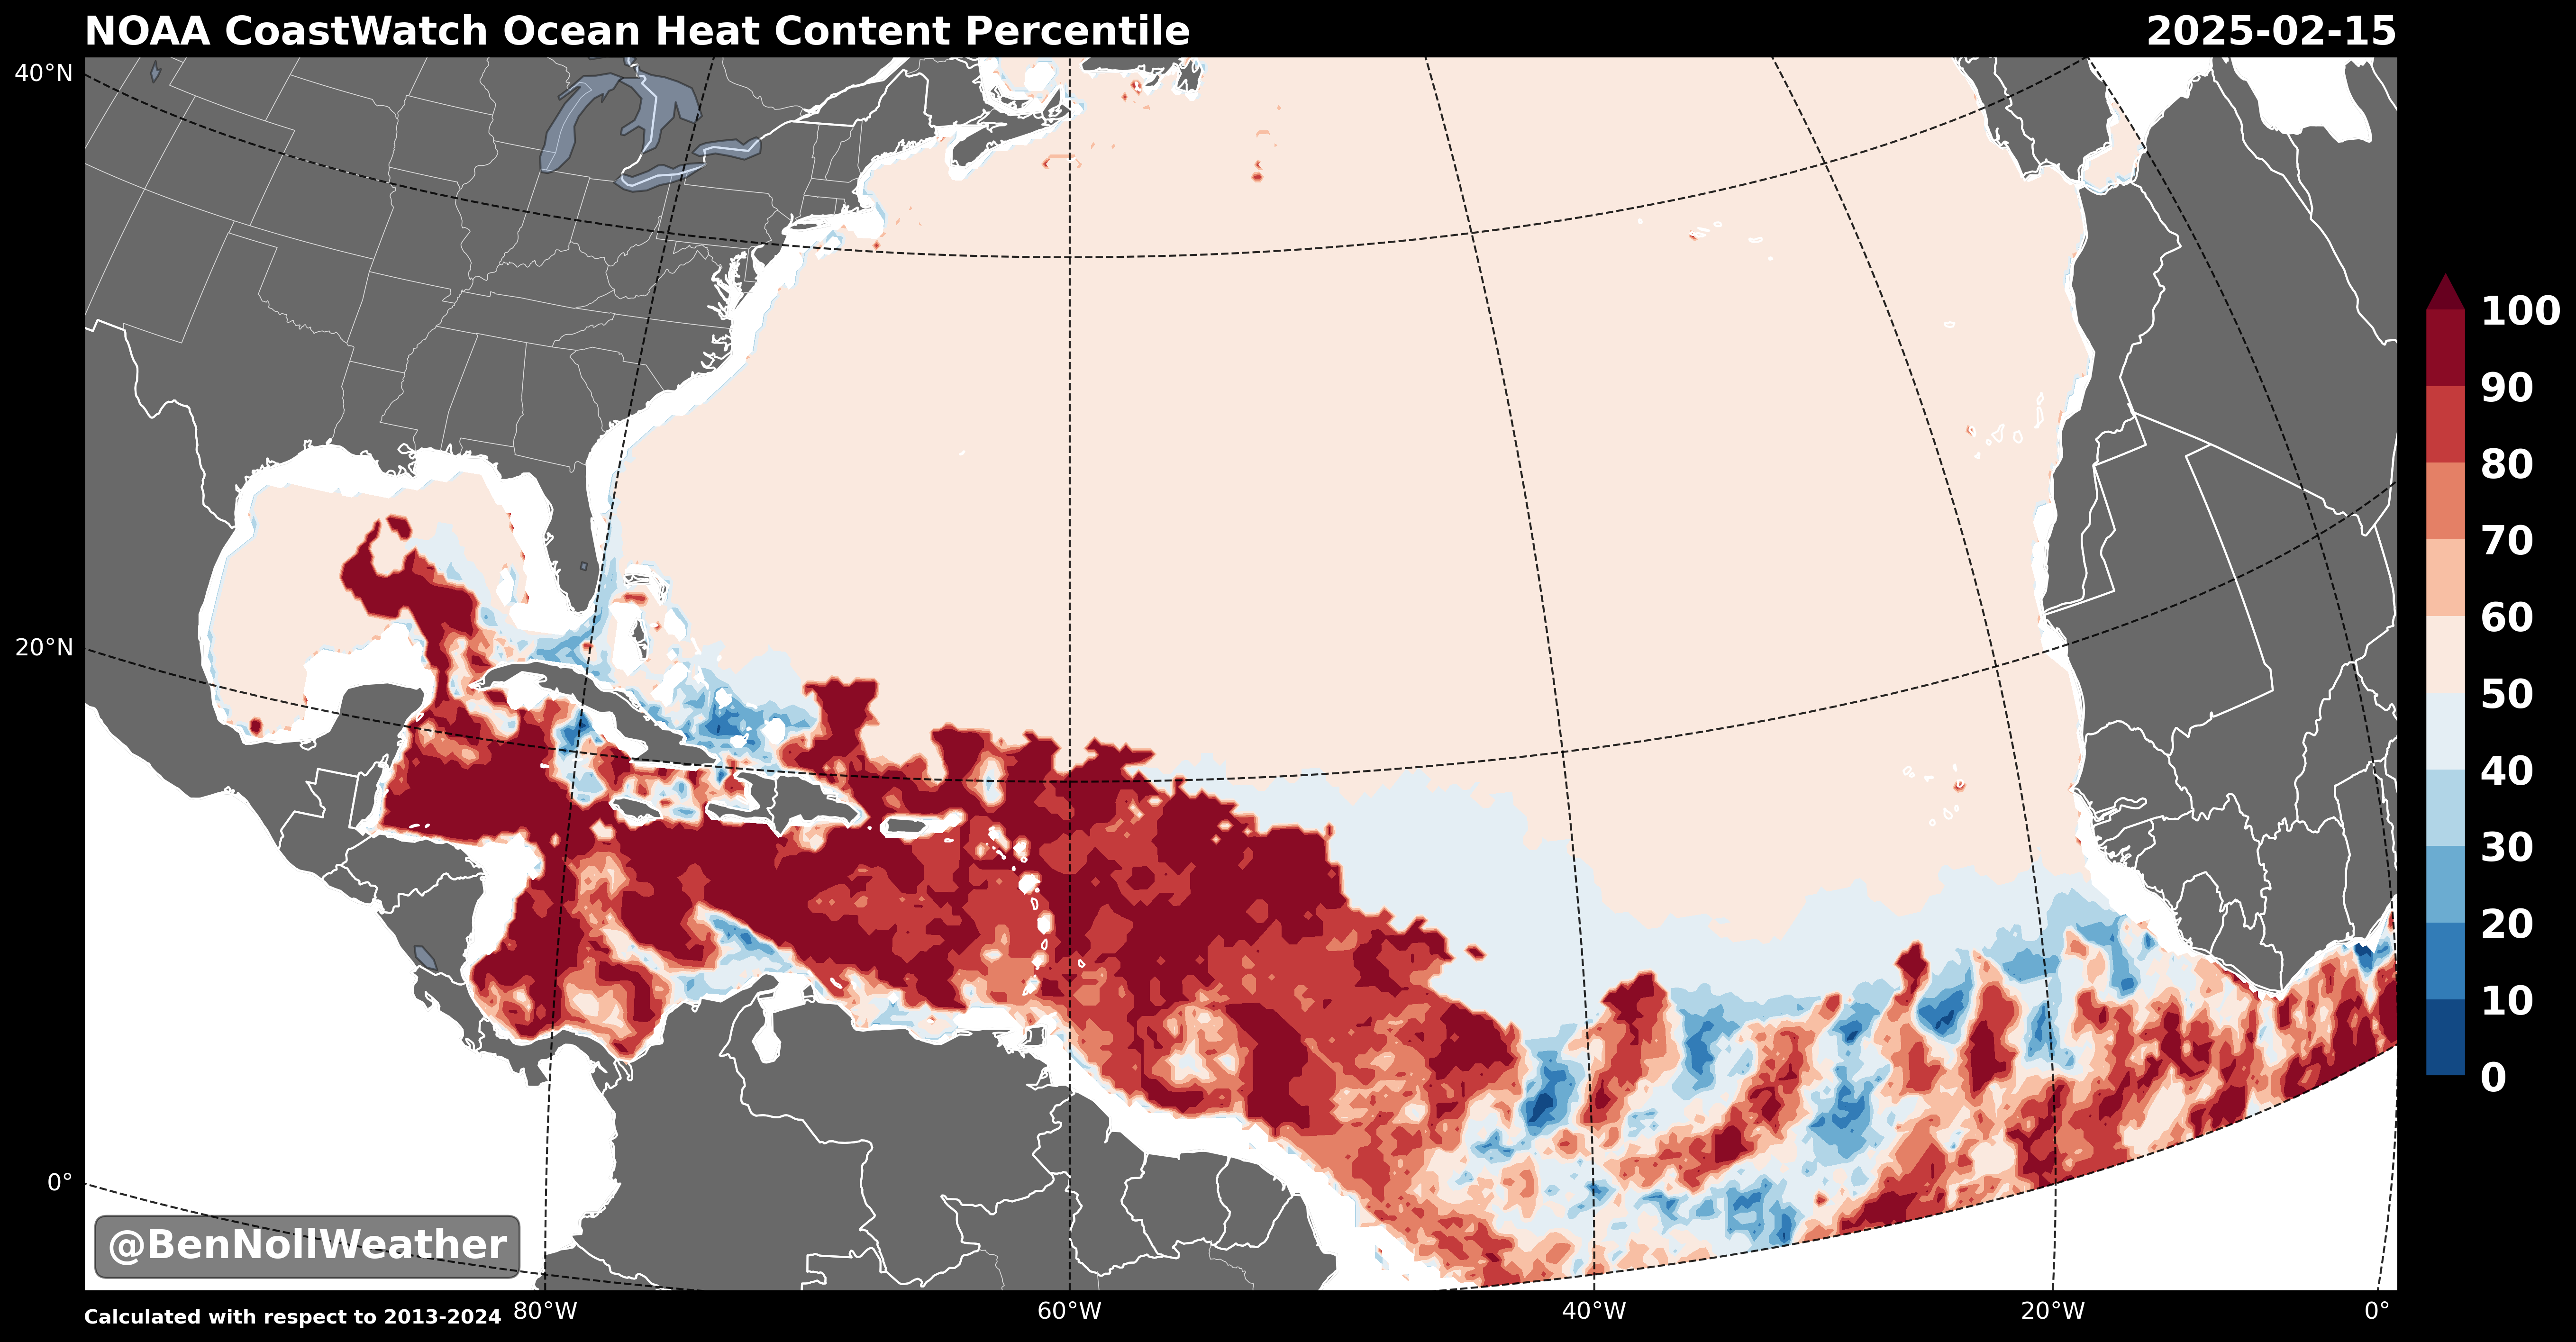 NOAA CoastWatch Ocean Heat Content Percentile
2025-02-15
40°N
20°N
0°
100
90
80
70
60
50
40
30
20
10
0
@BenNollWeather
Calculated with respect to 2013-2024
80°W
60°W
40°W
20°W
0°